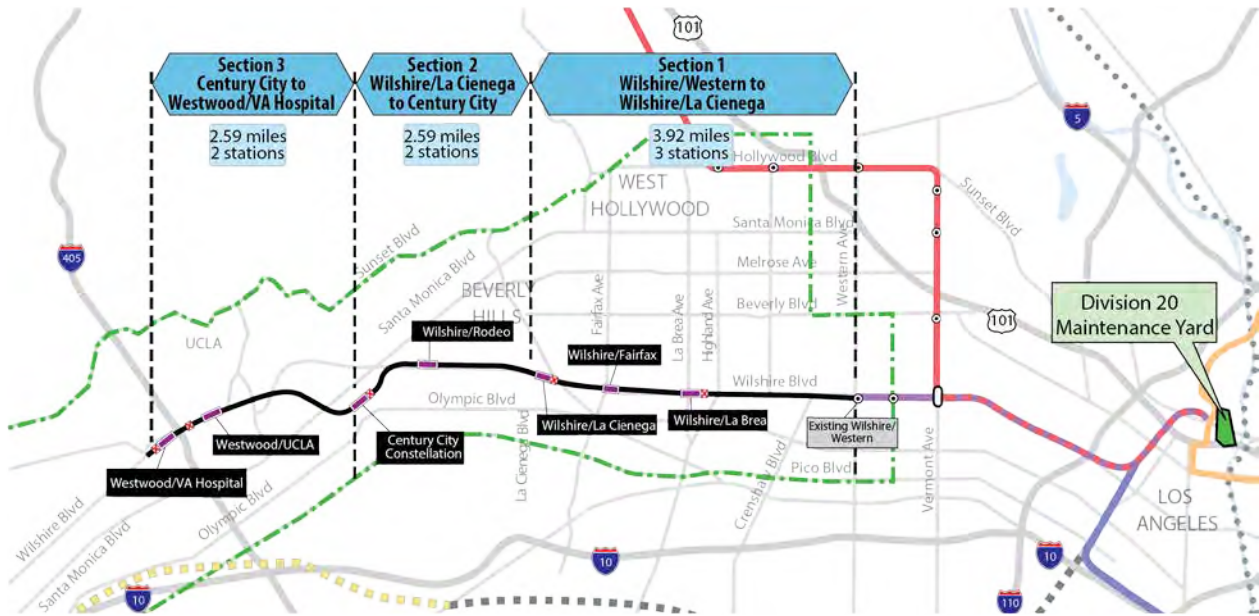 Section 3
Century City to
Westwood/VA Hospital
2.59 miles
2 stations
Section 2
Wilshire/La Cienega
to Century City
2.59 miles
2 stations
Section 1
Wilshire/Western to
Wilshire/La Cienega
3.92 miles
3 stations
101
5
405
Hollywood Blvd
WEST
HOLLYWOOD
Sunset Blvd
Santa Monica Blvd
Western Ave
Melrose Ave
Sunset Blvd
Santa Monica Blvd
BEVERLY
HILLS
Fairfax Ave
La Brea Ave
Highland Ave
Beverly Blvd
101
Division 20
Maintenance Yard
UCLA
Wilshire/Rodeo
Wilshire/Fairfax
Wilshire Blvd
Olympic Blvd
Westwood/UCLA
Century City
Constellation
Wilshire/La Cienega
Wilshire/La Brea
Existing Wilshire/
Western
Westwood/VA Hospital
La Cienega Blvd
Crenshaw Blvd
Pico Blvd
Vermont Ave
LOS
ANGELES
Wilshire Blvd
Santa Monica Blvd
Olympic Blvd
10
10
10
110